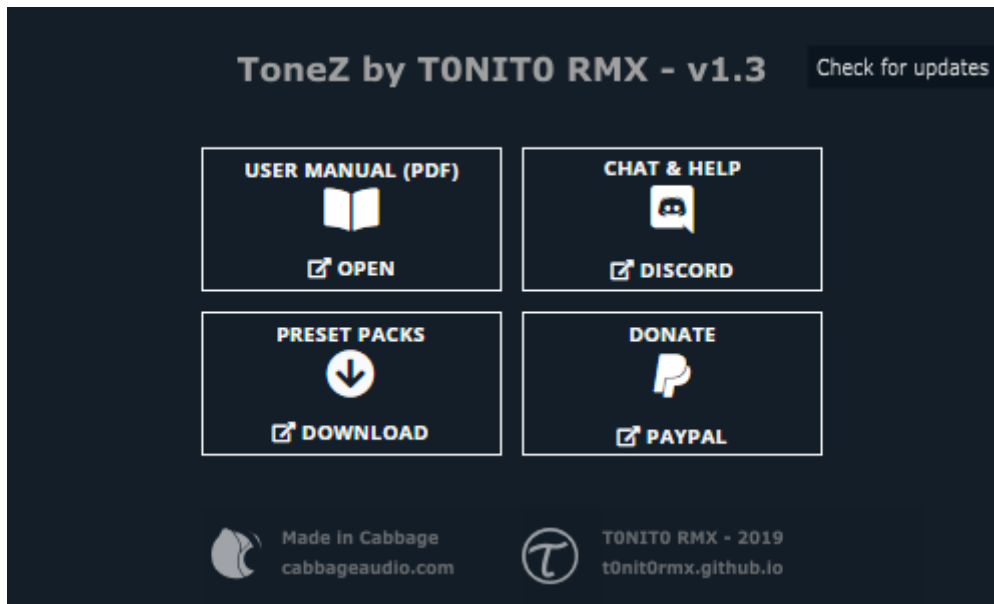 ToneZ by T0NIT0 RMX - v1.3
Check for updates
USER MANUAL (PDF)
OPEN
CHAT & HELP
DISCORD
PRESET PACKS
DOWNLOAD
DONATE
PAYPAL
Made in Cabbage
cabbageaudio.com
T0NIT0 RMX - 2019
t0nit0rmx.github.io